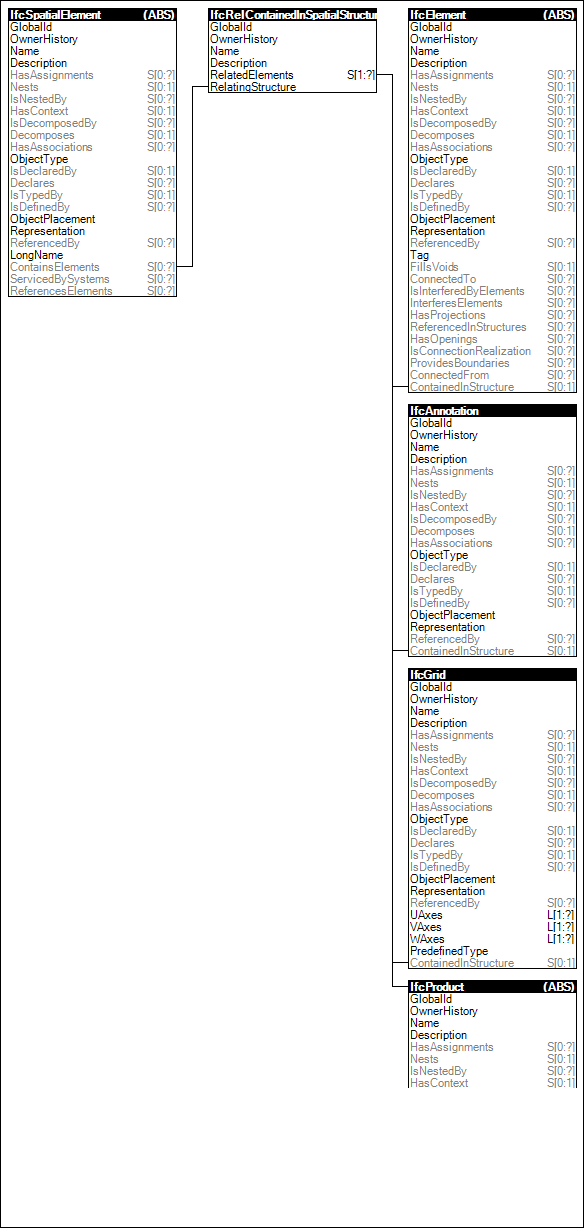 IfcSpatialElement (ABS)
GlobalId
OwnerHistory
Name
Description
HasAssignments S[0:?]
Nests S[0:1]
IsNestedBy S[0:?]
HasContext S[0:1]
IsDecomposedBy S[0:?]
Decomposes S[0:1]
HasAssociations S[0:?]
ObjectType
IsDeclaredBy S[0:1]
Declares S[0:?]
IsTypedBy S[0:1]
IsDefinedBy S[0:?]
ObjectPlacement
Representation
ReferencedBy S[0:?]
LongName
ContainsElements S[0:?]
ServicedBySystems S[0:?]
ReferencesElements S[0:?]
IfcRelContainedInSpatialStructur
GlobalId
OwnerHistory
Name
Description
RelatedElements S[1:?]
RelatingStructure
IfcElement (ABS)
GlobalId
OwnerHistory
Name
Description
HasAssignments S[0:?]
Nests S[0:1]
IsNestedBy S[0:?]
HasContext S[0:1]
IsDecomposedBy S[0:?]
Decomposes S[0:1]
HasAssociations S[0:?]
ObjectType
IsDeclaredBy S[0:1]
Declares S[0:?]
IsTypedBy S[0:1]
IsDefinedBy S[0:?]
ObjectPlacement
Representation
ReferencedBy S[0:?]
Tag
FillsVoids S[0:1]
ConnectedTo S[0:?]
IsInterferedByElements S[0:?]
InterferesElements S[0:?]
HasProjections S[0:?]
ReferencedInStructures S[0:?]
HasOpenings S[0:?]
IsConnectionRealization S[0:?]
ProvidesBoundaries S[0:?]
ConnectedFrom S[0:?]
ContainedInStructure S[0:1]
IfcAnnotation
GlobalId
OwnerHistory
Name
Description
HasAssignments S[0:?]
Nests S[0:1]
IsNestedBy S[0:?]
HasContext S[0:1]
IsDecomposedBy S[0:?]
Decomposes S[0:1]
HasAssociations S[0:?]
ObjectType
IsDeclaredBy S[0:1]
Declares S[0:?]
IsTypedBy S[0:1]
IsDefinedBy S[0:?]
ObjectPlacement
Representation
ReferencedBy S[0:?]
ContainedInStructure S[0:1]
IfcGrid
GlobalId
OwnerHistory
Name
Description
HasAssignments S[0:?]
Nests S[0:1]
IsNestedBy S[0:?]
HasContext S[0:1]
IsDecomposedBy S[0:?]
Decomposes S[0:1]
HasAssociations S[0:?]
ObjectType
IsDeclaredBy S[0:1]
Declares S[0:?]
IsTypedBy S[0:1]
IsDefinedBy S[0:?]
ObjectPlacement
Representation
ReferencedBy S[0:?]
UAxes L[1:?]
VAxes L[1:?]
WAxes L[1:?]
PredefinedType
ContainedInStructure S[0:1]
IfcProduct (ABS)
GlobalId
OwnerHistory
Name
Description
HasAssignments S[0:?]
Nests S[0:1]
IsNestedBy S[0:?]
HasContext S[0:1]